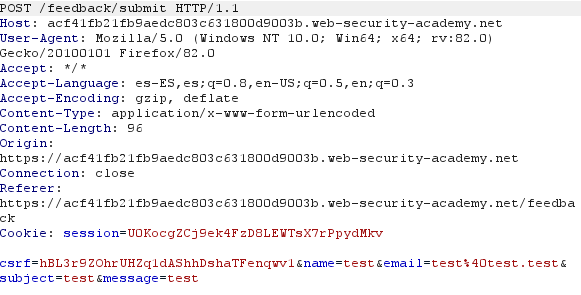 POST /feedback/submit HTTP/1.1
Host: acf41fb21fb9aedc803c631800d9003b.web-security-academy.net
User-Agent: Mozilla/5.0 (Windows NT 10.0; Win64; x64; rv:82.0)
Gecko/20100101 Firefox/82.0
Accept: */*
Accept-Language: es-ES,es;q=0.8,en-US;q=0.5,en;q=0.3
Accept-Encoding: gzip, deflate
Content-Type: application/x-www-form-urlencoded
Content-Length: 96
Origin:
https://acf41fb21fb9aedc803c631800d9003b.web-security-academy.net
Connection: close
Referer:
https://acf41fb21fb9aedc803c631800d9003b.web-security-academy.net/feedba
ck
Cookie: session=UOKocgZCj9ek4FzD8LEWTsX7rPpydMkv
csrf=hBL3r9ZOhrUHZq1dAShhDshaTFenqwv1&name=test&email=test%40test.test&
subject=test&message=test